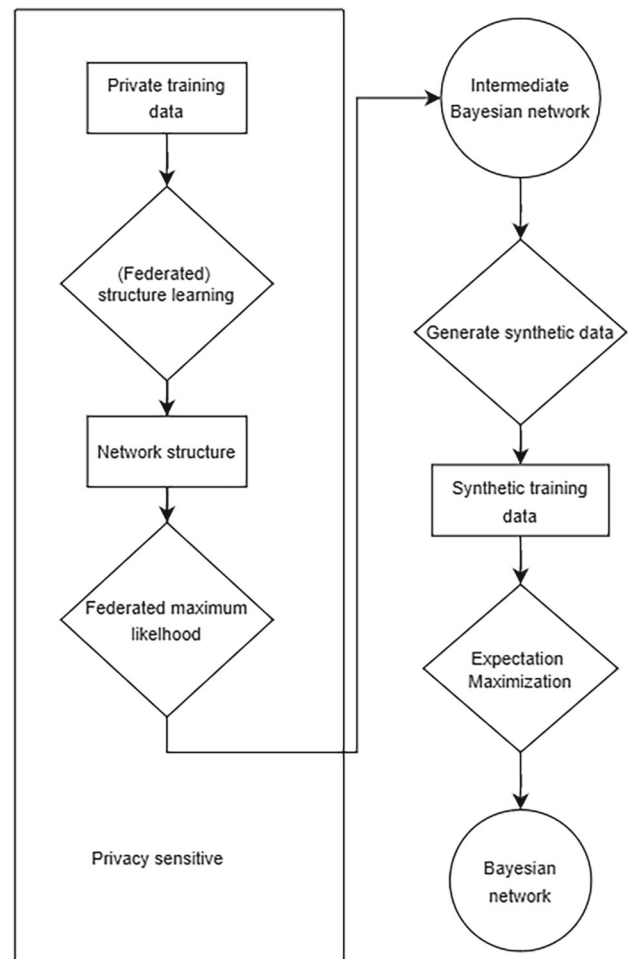 Private training
data
(Federated)
structure learning
Network structure
Federated maximum
likelhood
Privacy sensitive
Intermediate
Bayesian network
Generate synthetic data
Synthetic training
data
Expectation
Maximization
Bayesian
network